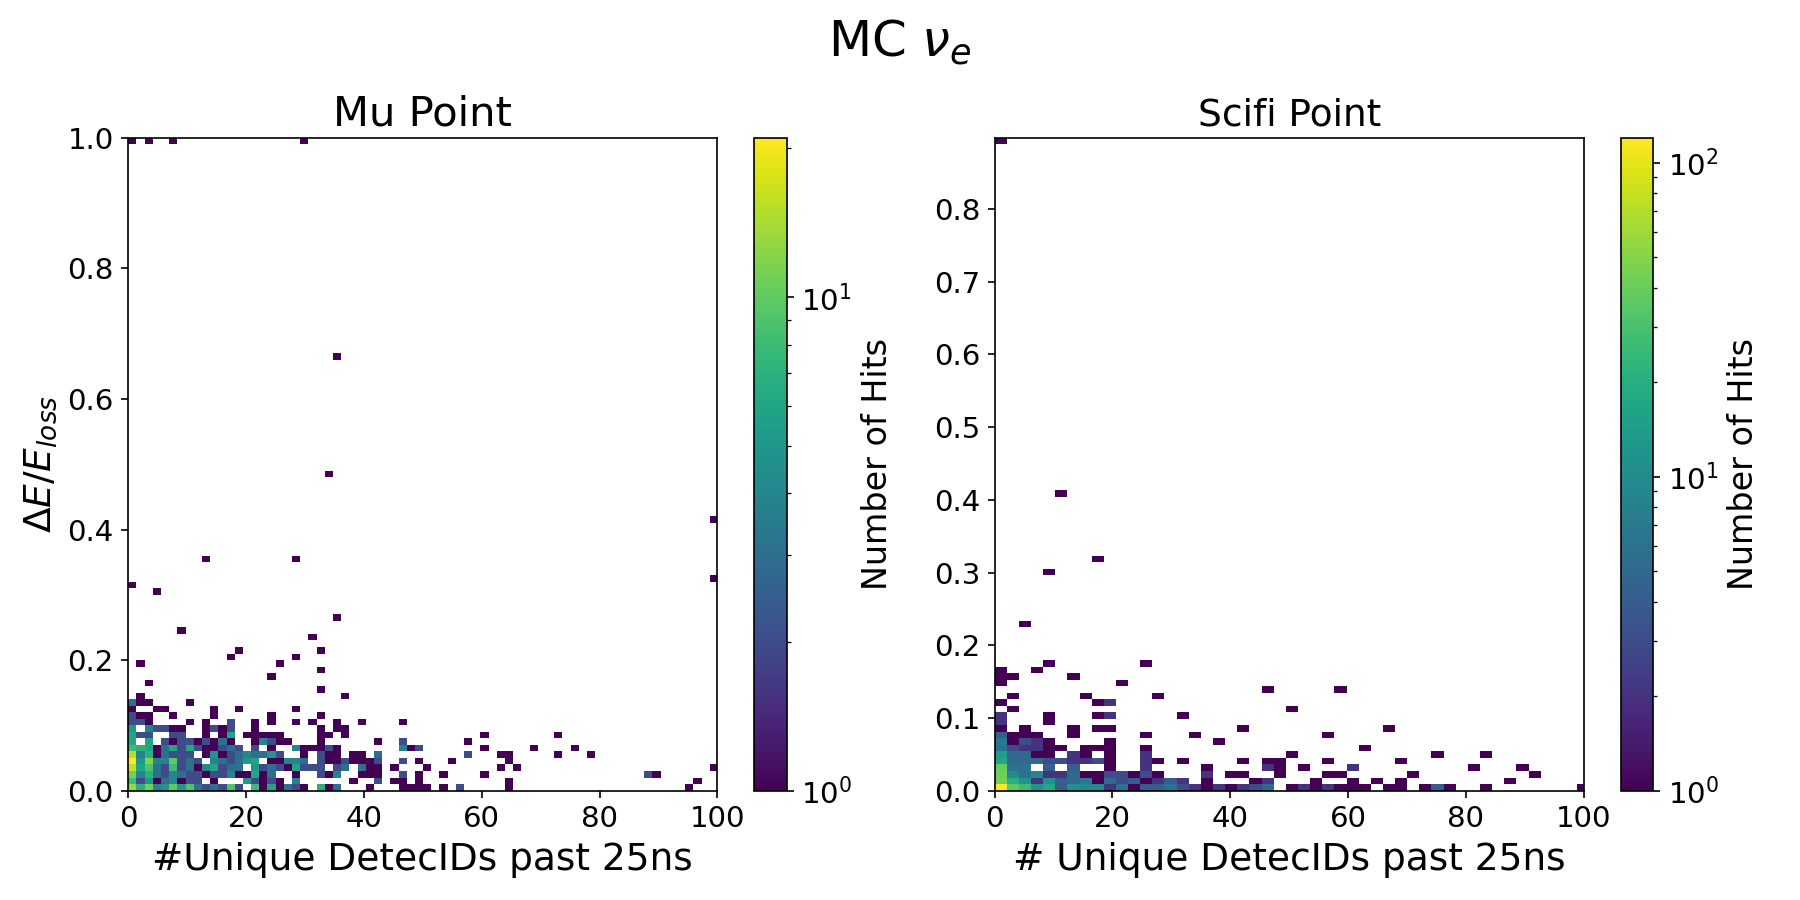 MC νₑ
Mu Point
1.0
0.8
0.6
0.4
0.2
0.0
0 20 40 60 80 100
ΔE/E_loss
#Unique DetecIDs past 25ns
10¹
10⁰
Number of Hits
Scifi Point
0.8
0.7
0.6
0.5
0.4
0.3
0.2
0.1
0.0
0 20 40 60 80 100
# Unique DetecIDs past 25ns
10²
10¹
10⁰
Number of Hits